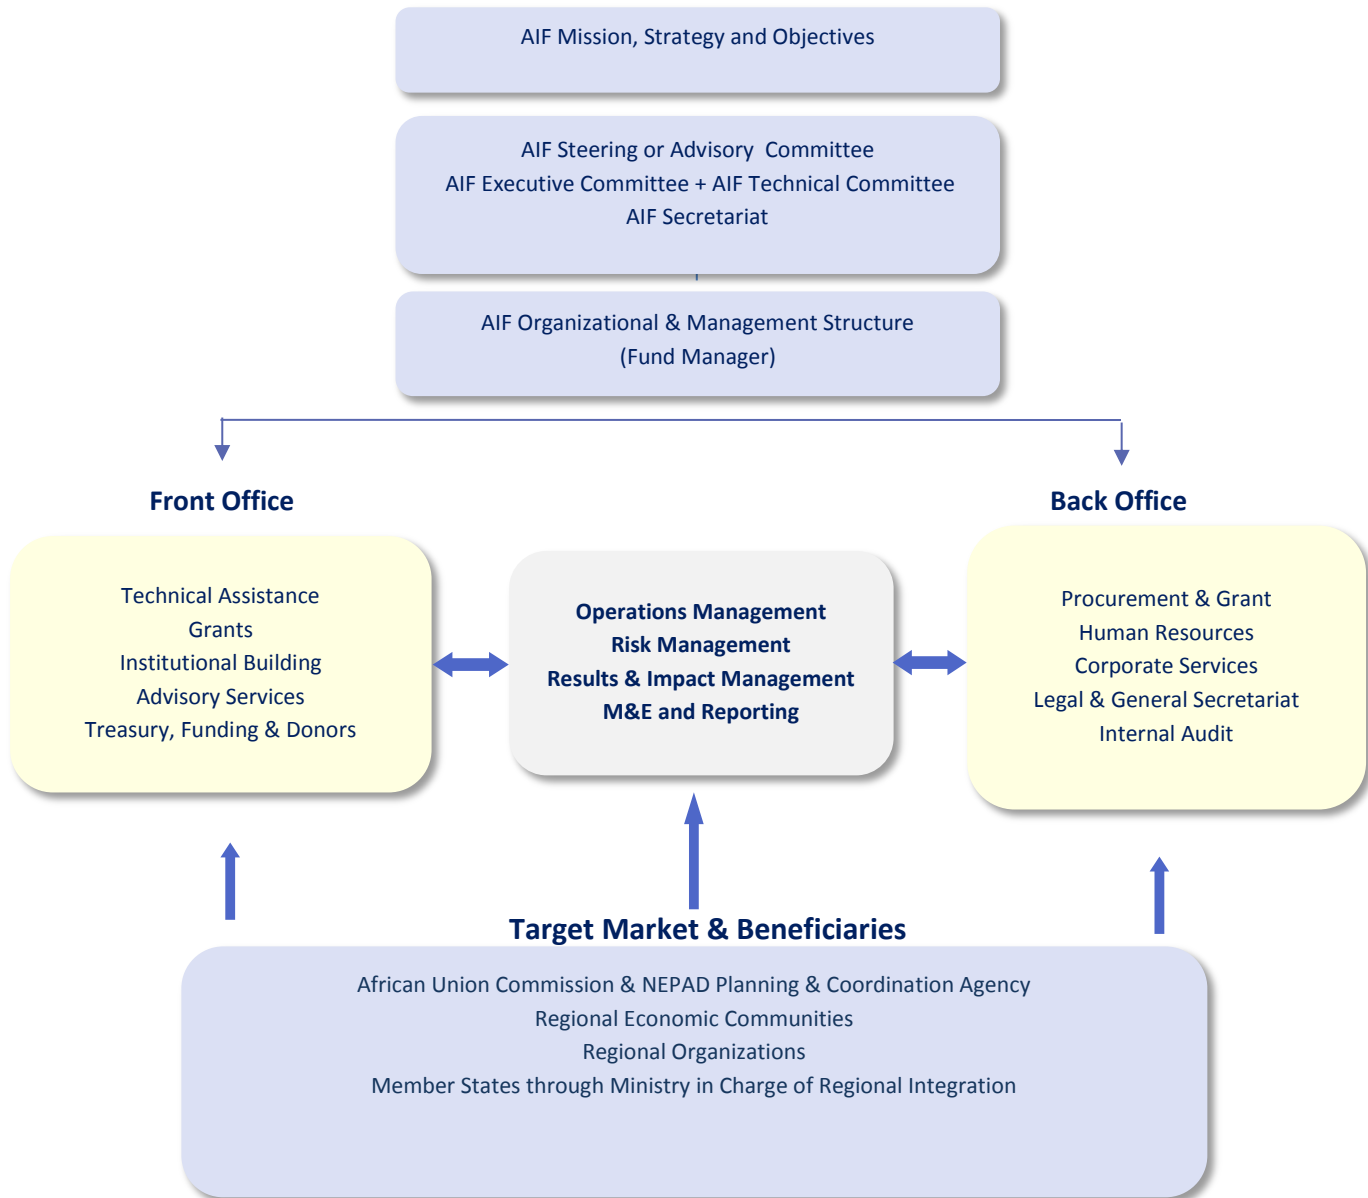 AIF Mission, Strategy and Objectives
AIF Steering or Advisory Committee
AIF Executive Committee + AIF Technical Committee
AIF Secretariat
AIF Organizational & Management Structure
(Fund Manager)
Front Office
Technical Assistance
Grants
Institutional Building
Advisory Services
Treasury, Funding & Donors
Operations Management
Risk Management
Results & Impact Management
M&E and Reporting
Back Office
Procurement & Grant
Human Resources
Corporate Services
Legal & General Secretariat
Internal Audit
Target Market & Beneficiaries
African Union Commission & NEPAD Planning & Coordination Agency
Regional Economic Communities
Regional Organizations
Member States through Ministry in Charge of Regional Integration